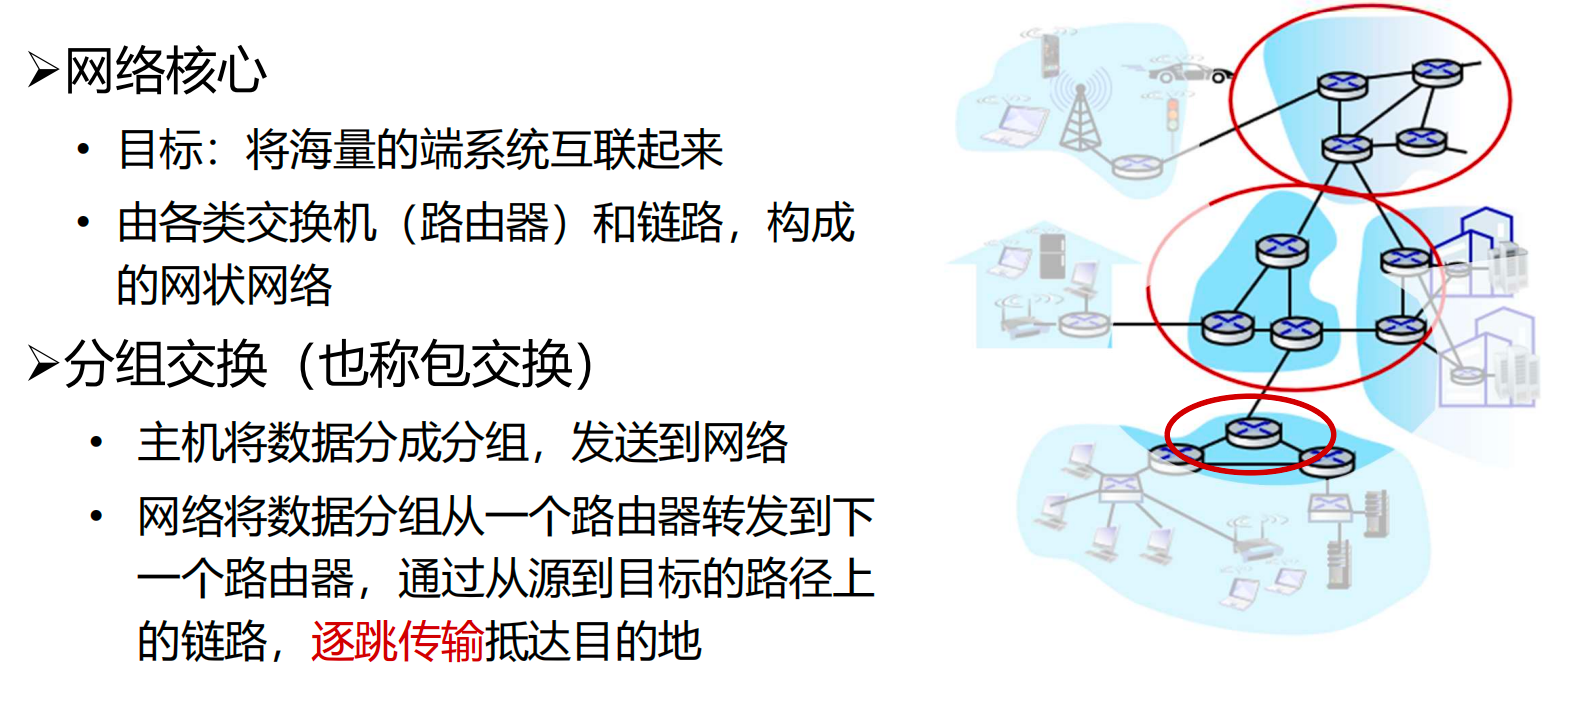 ➢网络核心
• 目标：将海量的端系统互联起来
• 由各类交换机（路由器）和链路，构成
的网状网络
➢分组交换（也称包交换）
• 主机将数据分成分组，发送到网络
• 网络将数据分组从一个路由器转发到下
一个路由器，通过从源到目标的路径上
的链路，逐跳传输抵达目的地